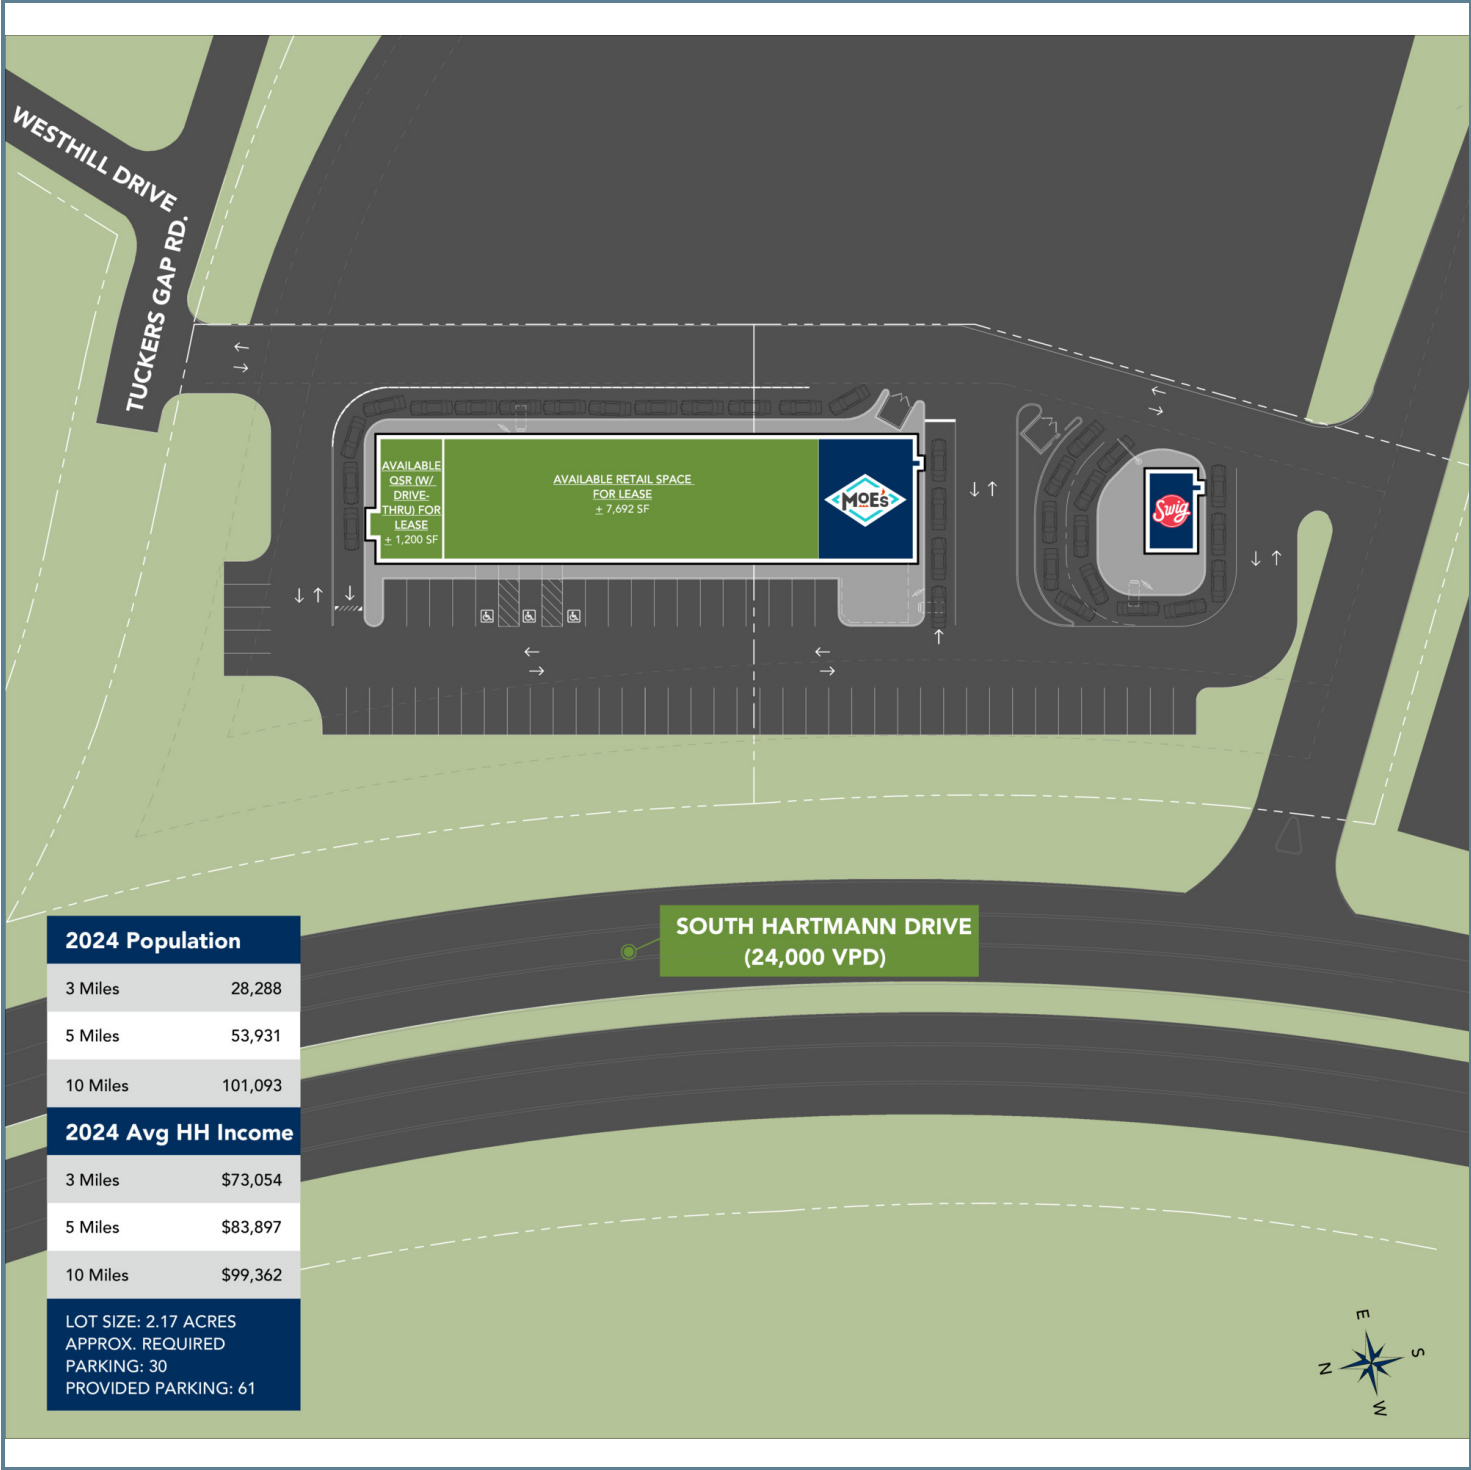 WESTHILL DRIVE
TUCKERS GAP RD.
AVAILABLE
QSR (W/
DRIVE-
THRU) FOR
LEASE
± 1,200 SF
AVAILABLE RETAIL SPACE
FOR LEASE
± 7,692 SF
MOE'S
Swig
SOUTH HARTMANN DRIVE
(24,000 VPD)
2024 Population
3 Miles 28,288
5 Miles 53,931
10 Miles 101,093
2024 Avg HH Income
3 Miles $73,054
5 Miles $83,897
10 Miles $99,362
LOT SIZE: 2.17 ACRES
APPROX. REQUIRED
PARKING: 30
PROVIDED PARKING: 61
E
S
N
W